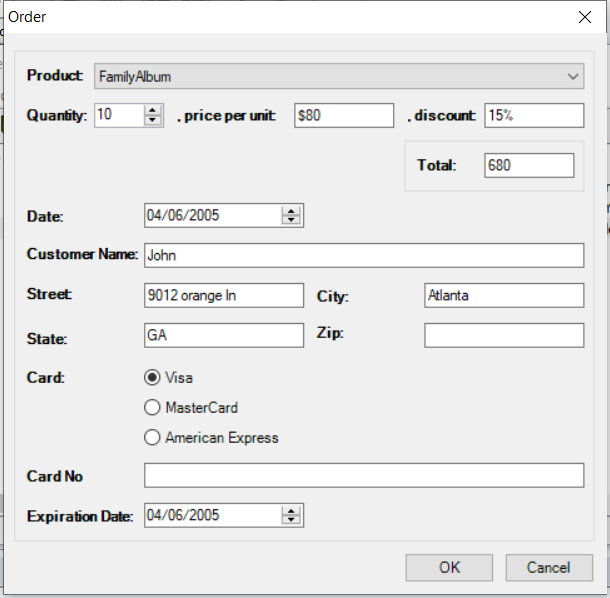 Order
Product: FamilyAlbum
Quantity: 10 , price per unit: $80 , discount: 15%
Total: 680
Date: 04/06/2005
Customer Name: John
Street: 9012 orange ln City: Atlanta
State: GA Zip:
Card: Visa
MasterCard
American Express
Card No
Expiration Date: 04/06/2005
OK Cancel